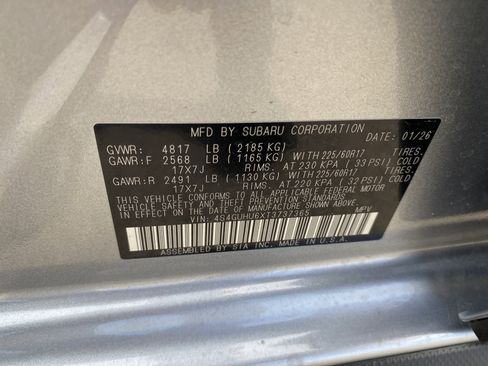 MFD BY SUBARU CORPORATION DATE: 01/26
GVWR: 4817 LB ( 2185 KG)
GAWR:F 2568 LB ( 1165 KG) WITH 225/60R17 TIRES.
17X7J RIMS. AT 230 KPA ( 33 PSI) COLD
GAWR:R 2491 LB ( 1130 KG) WITH 225/60R17 TIRES.
17X7J RIMS. AT 220 KPA ( 32 PSI) COLD
THIS VEHICLE CONFORMS TO ALL APPLICABLE FEDERAL MOTOR
VEHICLE SAFETY AND THEFT PREVENTION STANDARDS IN EFFECT
ON THE DATE OF MANUFACTURE SHOWN ABOVE.
VIN: 4S4GUHU6XT3737365 MPV
ASSEMBLED BY SIA INC. MADE IN U.S.A.